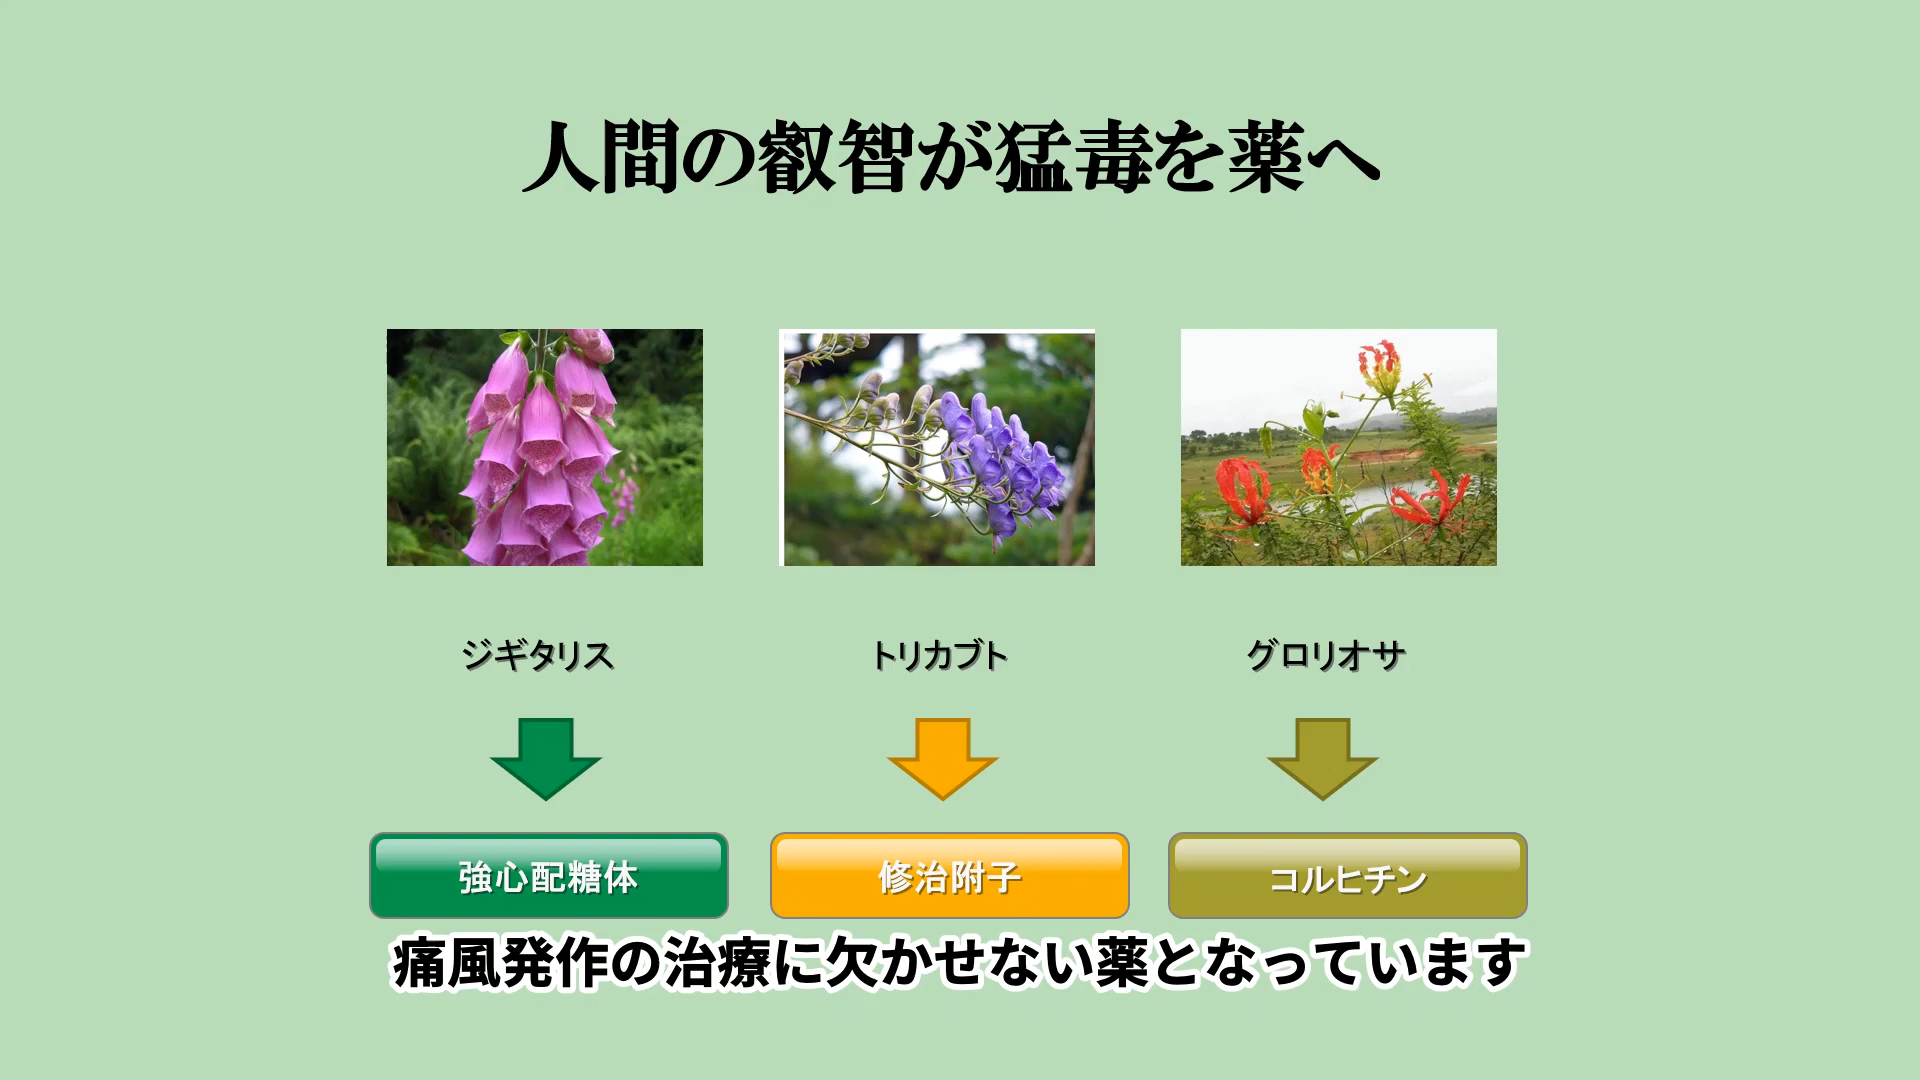 人間の叡智が猛毒を薬へ
ジギタリス
トリカブト
グロリオサ
強心配糖体
修治附子
コルヒチン
痛風発作の治療に欠かせない薬となっています